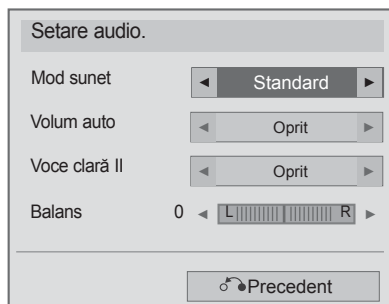 Setare audio.
Mod sunet ◄ Standard ►
Volum auto ◄ Oprit ►
Voce clară II ◄ Oprit ►
Balans 0 ◄ L R ►
Precedent